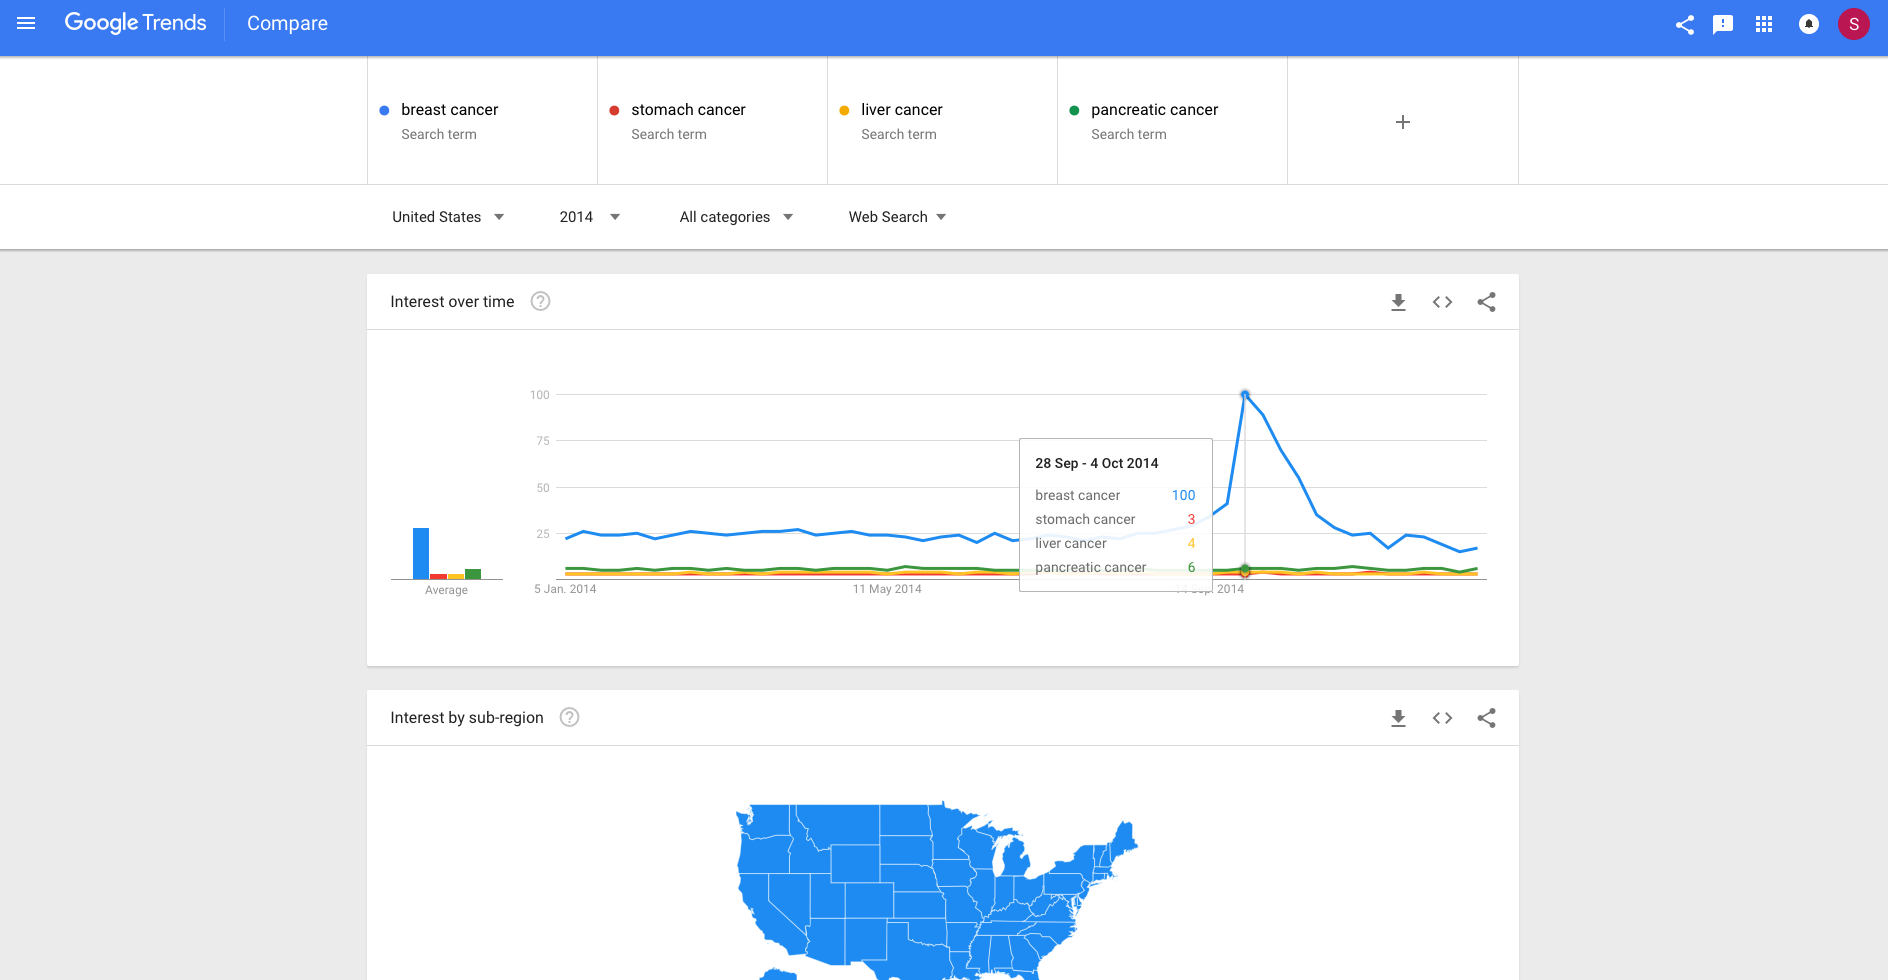 Google Trends
Compare
S
breast cancer
Search term
stomach cancer
Search term
liver cancer
Search term
pancreatic cancer
Search term
United States
2014
All categories
Web Search
Interest over time
100
75
50
25
Average
5 Jan. 2014
11 May 2014
2014
28 Sep - 4 Oct 2014
breast cancer 100
stomach cancer 3
liver cancer 4
pancreatic cancer 6
Interest by sub-region